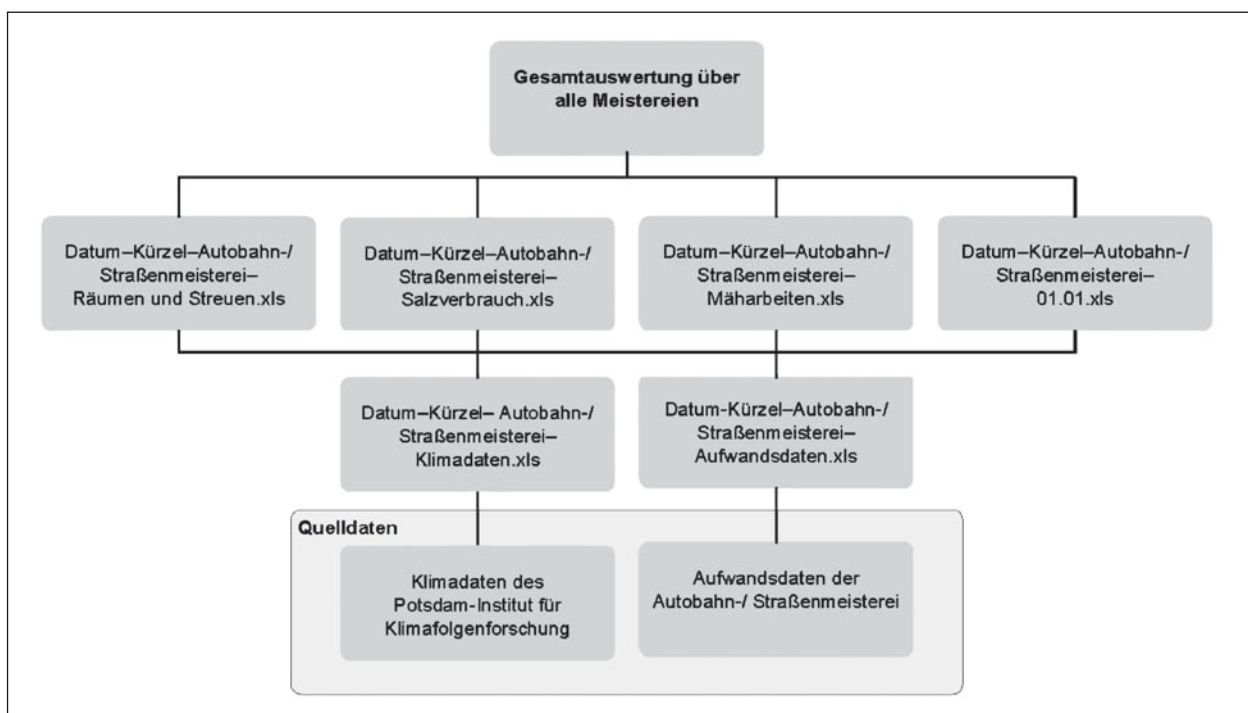 Gesamtauswertung über
alle Meistereien
Datum–Kürzel–Autobahn-/
Straßenmeisterei–
Räumen und Streuen.xls
Datum–Kürzel–Autobahn-/
Straßenmeisterei–
Salzverbrauch.xls
Datum–Kürzel–Autobahn-/
Straßenmeisterei–
Mäharbeiten.xls
Datum–Kürzel–Autobahn-/
Straßenmeisterei–
01.01.xls
Datum–Kürzel– Autobahn-/
Straßenmeisterei–
Klimadaten.xls
Datum-Kürzel–Autobahn-/
Straßenmeisterei–
Aufwandsdaten.xls
Quelldaten
Klimadaten des
Potsdam-Institut für
Klimafolgenforschung
Aufwandsdaten der
Autobahn-/ Straßenmeisterei